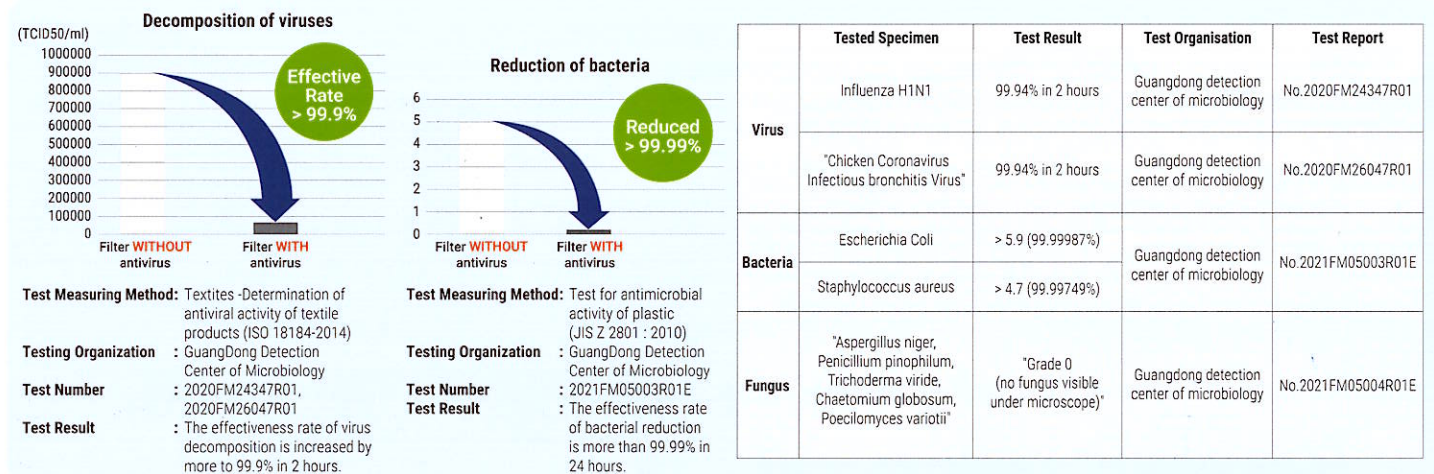 Decomposition of viruses
(TCID50/ml)
1000000
900000
800000
700000
600000
500000
400000
300000
200000
100000
0
Effective
Rate
> 99.9%
Filter WITHOUT
antivirus
Filter WITH
antivirus
Test Measuring Method: Textites -Determination of
antiviral activity of textile
products (ISO 18184-2014)
Testing Organization : GuangDong Detection
Center of Microbiology
Test Number : 2020FM24347R01,
2020FM26047R01
Test Result : The effectiveness rate of virus
decomposition is increased by
more to 99.9% in 2 hours.
Reduction of bacteria
6
5
4
3
2
1
0
Reduced
> 99.99%
Filter WITHOUT
antivirus
Filter WITH
antivirus
Test Measuring Method: Test for antimicrobial
activity of plastic
(JIS Z 2801 : 2010)
Testing Organization : GuangDong Detection
Center of Microbiology
Test Number : 2021FM05003R01E
Test Result : The effectiveness rate
of bacterial reduction
is more than 99.99% in
24 hours.
Tested Specimen Test Result Test Organisation Test Report
Virus
Influenza H1N1 99.94% in 2 hours Guangdong detection
center of microbiology No.2020FM24347R01
"Chicken Coronavirus
Infectious bronchitis Virus" 99.94% in 2 hours Guangdong detection
center of microbiology No.2020FM26047R01
Bacteria
Escherichia Coli > 5.9 (99.99987%)
Staphylococcus aureus > 4.7 (99.99749%)
Guangdong detection
center of microbiology No.2021FM05003R01E
Fungus
"Aspergillus niger,
Penicillium pinophilum,
Trichoderma viride,
Chaetomium globosum,
Poecilomyces variotii"
"Grade 0
(no fungus visible
under microscope)"
Guangdong detection
center of microbiology No.2021FM05004R01E